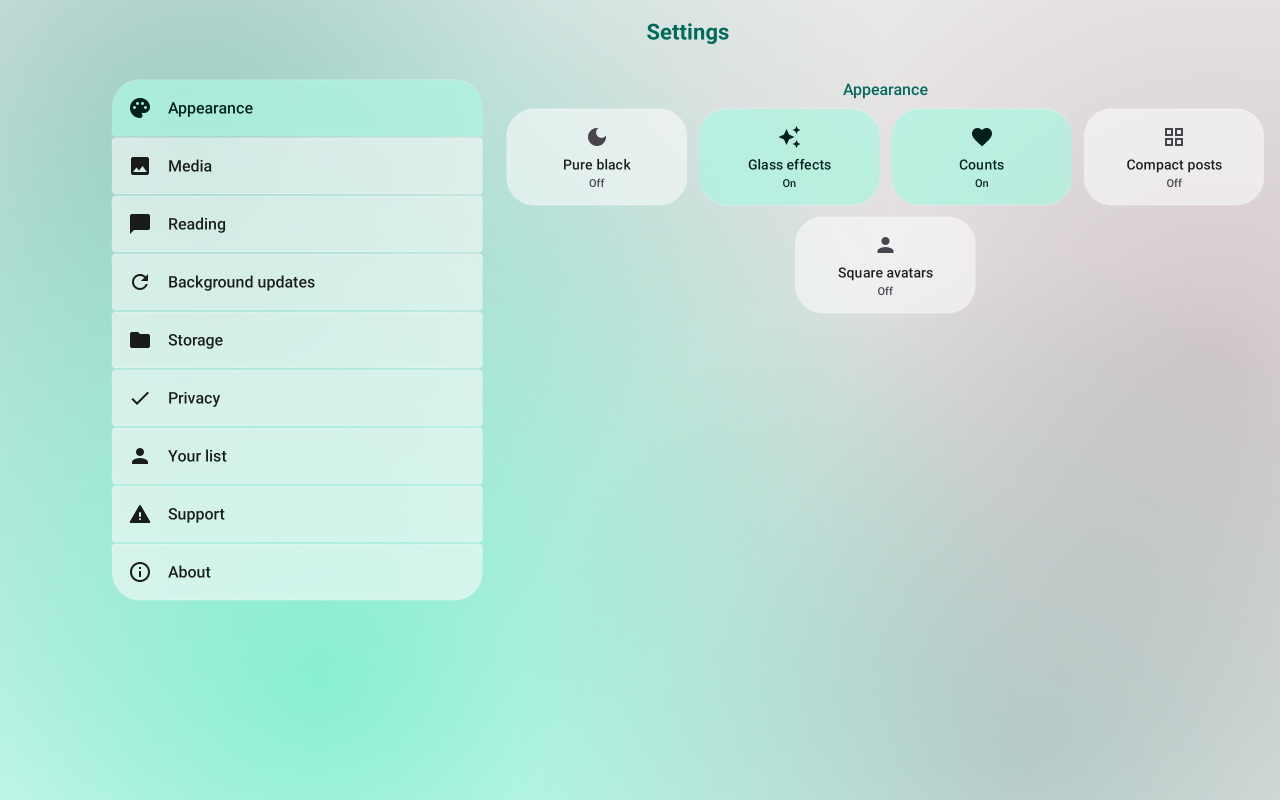 Settings
Appearance
Media
Reading
Background updates
Storage
Privacy
Your list
Support
About
Appearance
Pure black
Off
Glass effects
On
Counts
On
Compact posts
Off
Square avatars
Off